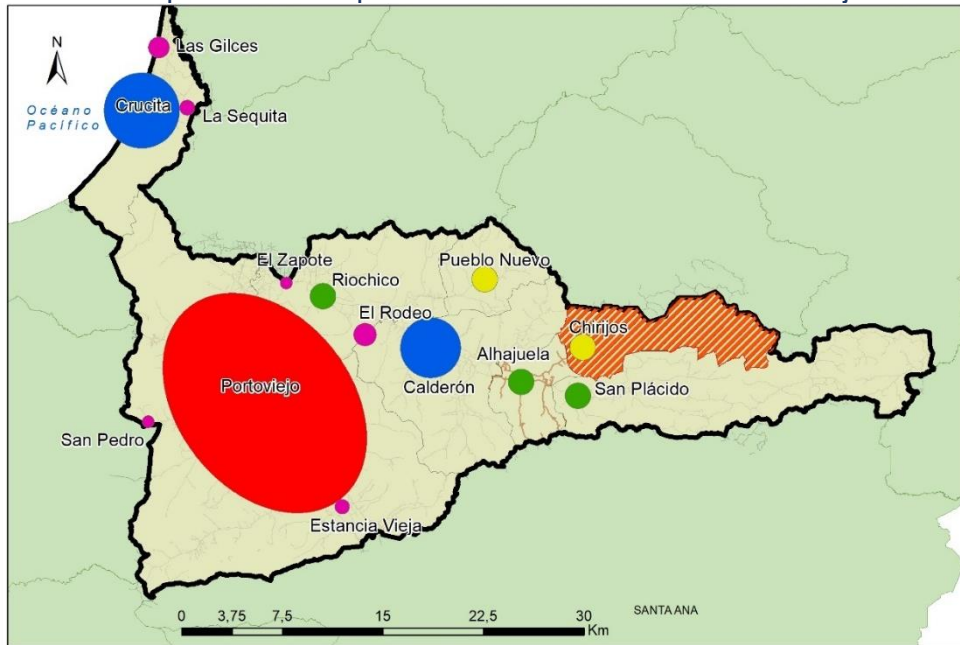 N
Las Gilces
Crucita
Océano
Pacífico
La Sequita
El Zapote
Riochico
Pueblo Nuevo
El Rodeo
Chirijos
Alhajuela
Calderón
San Plácido
Portoviejo
San Pedro
Estancia Vieja
SANTA ANA
0 3,75 7,5 15 22,5 30
Km